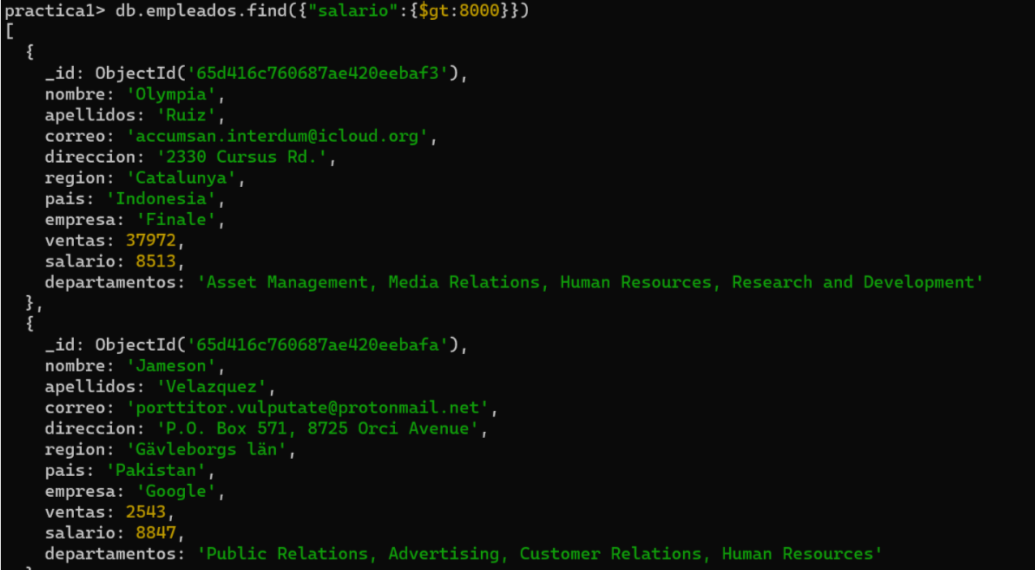 practica1> db.empleados.find({"salario":{$gt:8000}})
[
  {
    _id: ObjectId('65d416c760687ae420eebaf3'),
    nombre: 'Olympia',
    apellidos: 'Ruiz',
    correo: 'accumsan.interdum@icloud.org',
    direccion: '2330 Cursus Rd.',
    region: 'Catalunya',
    pais: 'Indonesia',
    empresa: 'Finale',
    ventas: 37972,
    salario: 8513,
    departamentos: 'Asset Management, Media Relations, Human Resources, Research and Development'
  },
  {
    _id: ObjectId('65d416c760687ae420eebafa'),
    nombre: 'Jameson',
    apellidos: 'Velazquez',
    correo: 'porttitor.vulputate@protonmail.net',
    direccion: 'P.O. Box 571, 8725 Orci Avenue',
    region: 'Gävleborgs län',
    pais: 'Pakistan',
    empresa: 'Google',
    ventas: 2543,
    salario: 8847,
    departamentos: 'Public Relations, Advertising, Customer Relations, Human Resources'